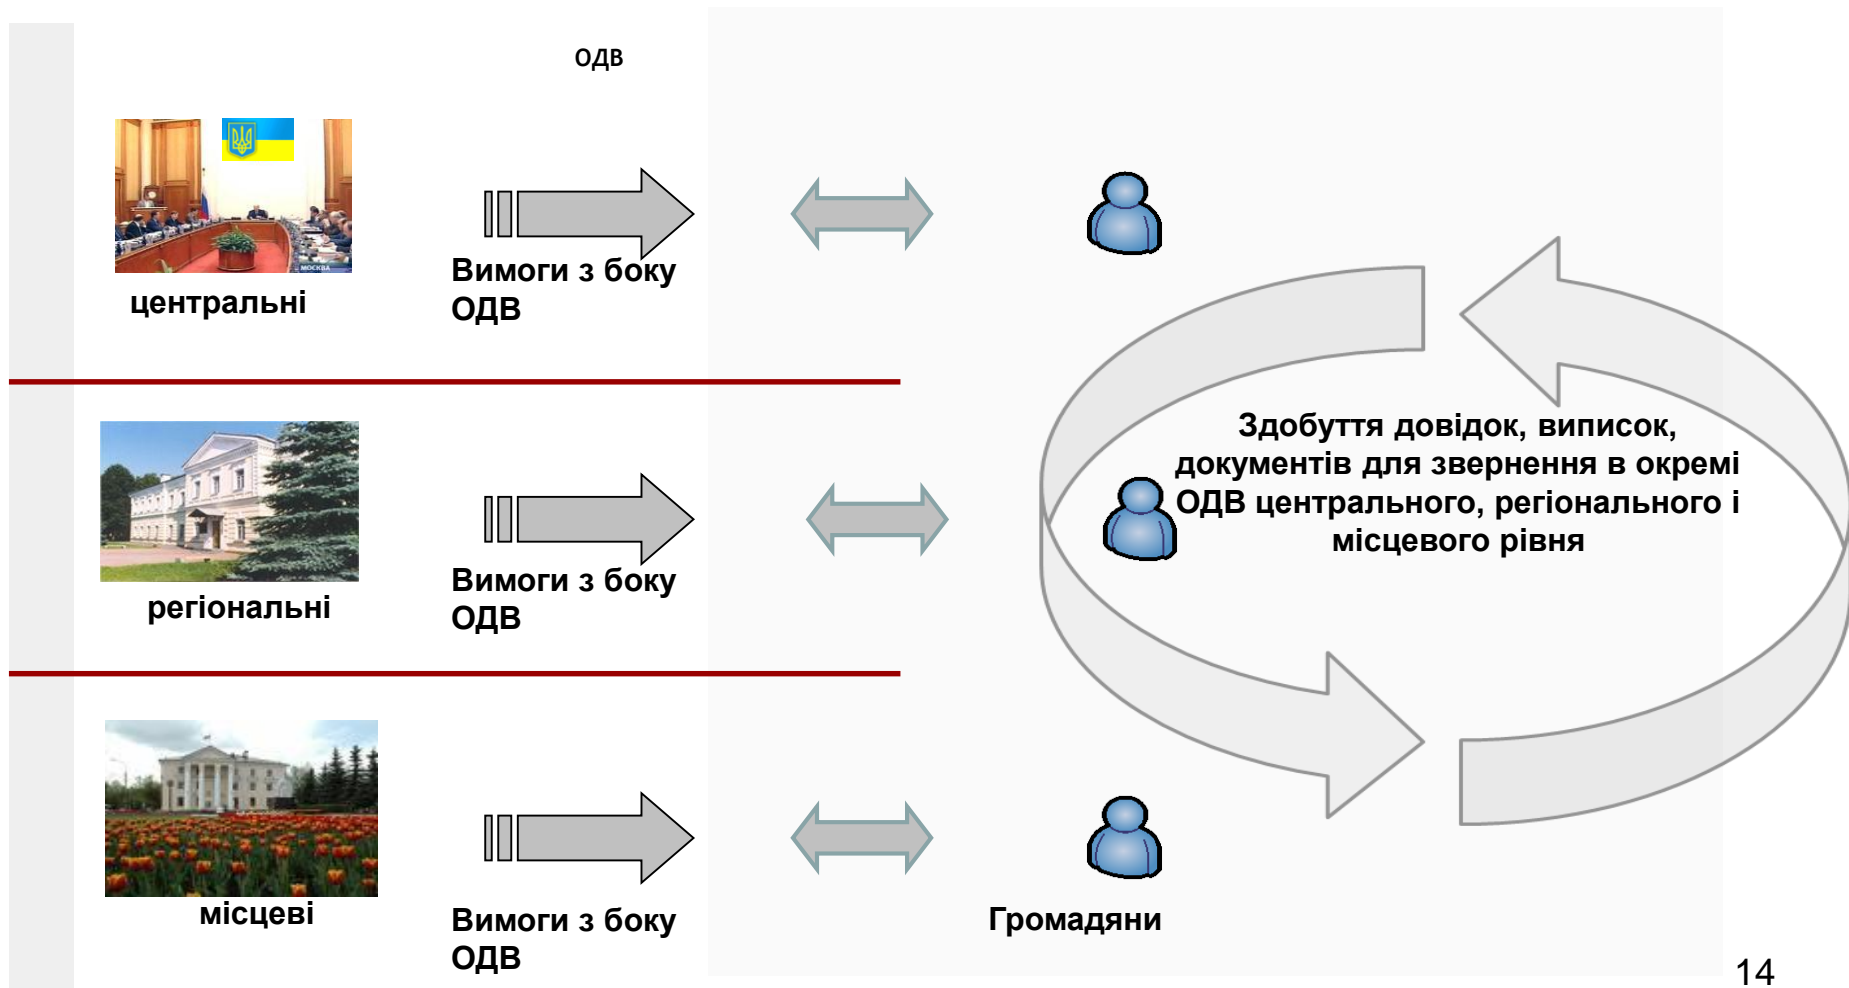 ОДВ
МОСКВА
центральні
Вимоги з боку
ОДВ
регіональні
Вимоги з боку
ОДВ
Здобуття довідок, виписок,
документів для звернення в окремі
ОДВ центрального, регіонального і
місцевого рівня
місцеві
Вимоги з боку
ОДВ
Громадяни
14